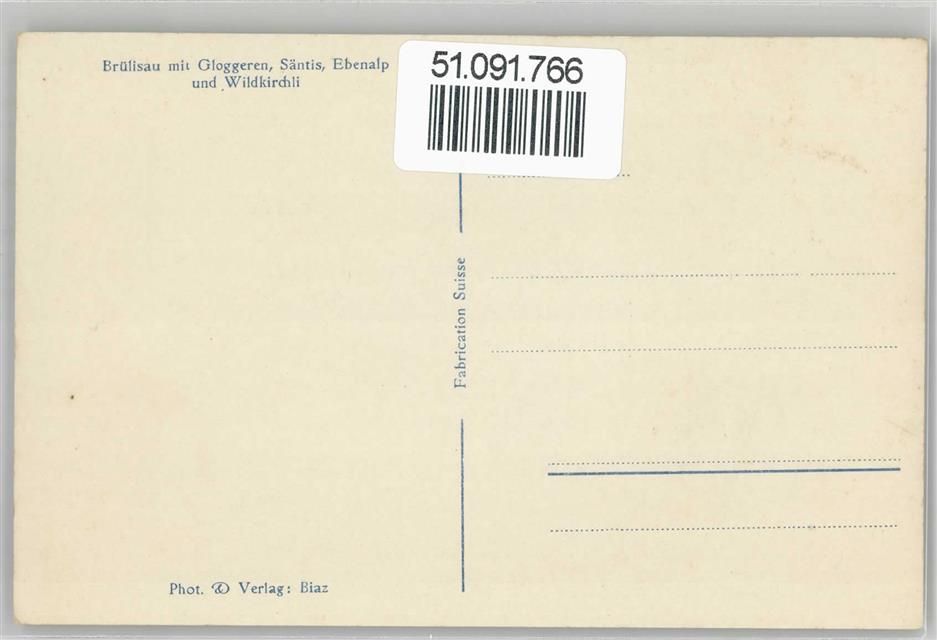 Brülisau mit Gloggeren, Säntis, Ebenalp
und Wildkirchli
51.091.766
Fabrication Suisse
Phot. & Verlag: Biaz